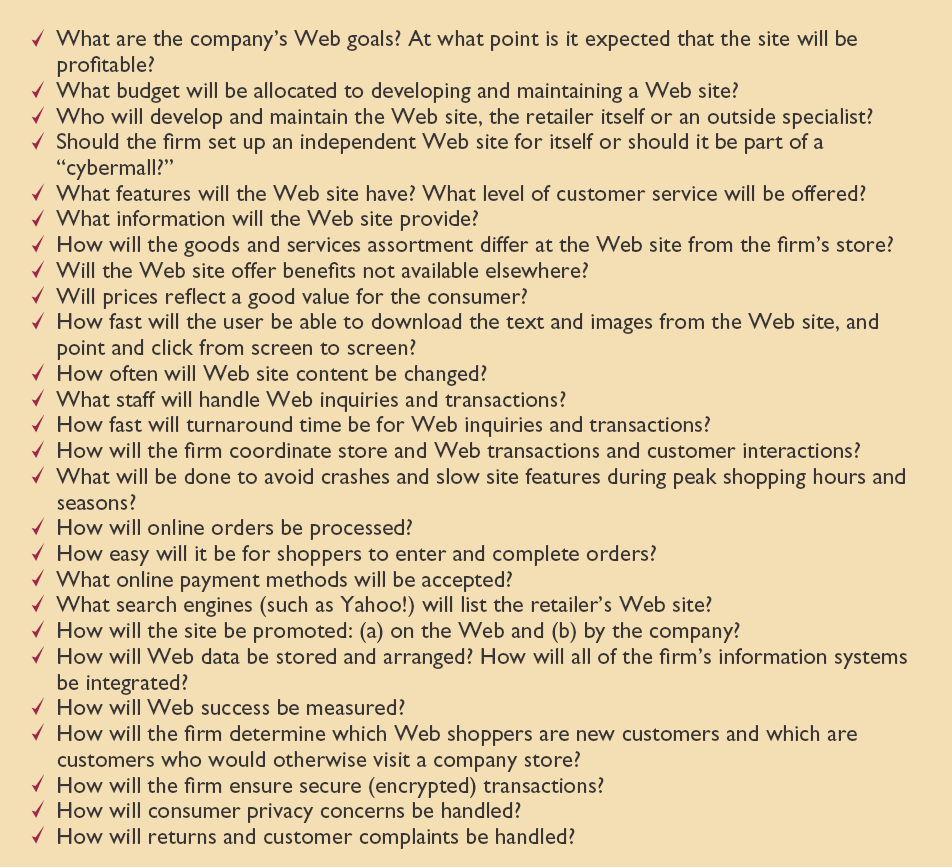 ✓ What are the company’s Web goals? At what point is it expected that the site will be
profitable?
✓ What budget will be allocated to developing and maintaining a Web site?
✓ Who will develop and maintain the Web site, the retailer itself or an outside specialist?
✓ Should the firm set up an independent Web site for itself or should it be part of a
“cybermall?”
✓ What features will the Web site have? What level of customer service will be offered?
✓ What information will the Web site provide?
✓ How will the goods and services assortment differ at the Web site from the firm’s store?
✓ Will the Web site offer benefits not available elsewhere?
✓ Will prices reflect a good value for the consumer?
✓ How fast will the user be able to download the text and images from the Web site, and
point and click from screen to screen?
✓ How often will Web site content be changed?
✓ What staff will handle Web inquiries and transactions?
✓ How fast will turnaround time be for Web inquiries and transactions?
✓ How will the firm coordinate store and Web transactions and customer interactions?
✓ What will be done to avoid crashes and slow site features during peak shopping hours and
seasons?
✓ How will online orders be processed?
✓ How easy will it be for shoppers to enter and complete orders?
✓ What online payment methods will be accepted?
✓ What search engines (such as Yahoo!) will list the retailer’s Web site?
✓ How will the site be promoted: (a) on the Web and (b) by the company?
✓ How will Web data be stored and arranged? How will all of the firm’s information systems
be integrated?
✓ How will Web success be measured?
✓ How will the firm determine which Web shoppers are new customers and which are
customers who would otherwise visit a company store?
✓ How will the firm ensure secure (encrypted) transactions?
✓ How will consumer privacy concerns be handled?
✓ How will returns and customer complaints be handled?